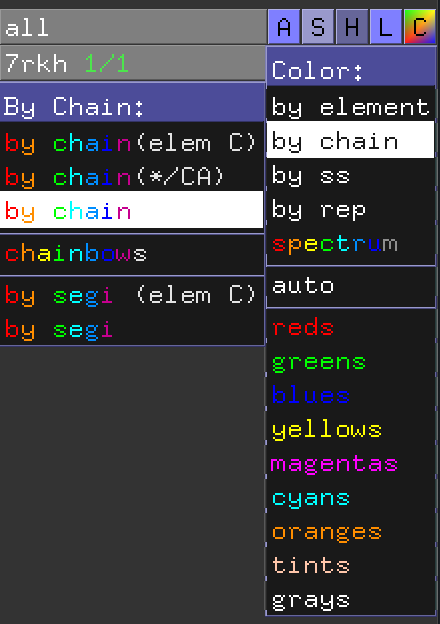 all A S H L C
7rkh 1/1
By Chain:
by chain(elem C)
by chain(*/CA)
by chain
chainbows
by segi (elem C)
by segi
Color:
by element
by chain
by ss
by rep
spectrum
auto
reds
greens
blues
yellows
magentas
cyans
oranges
tints
grays